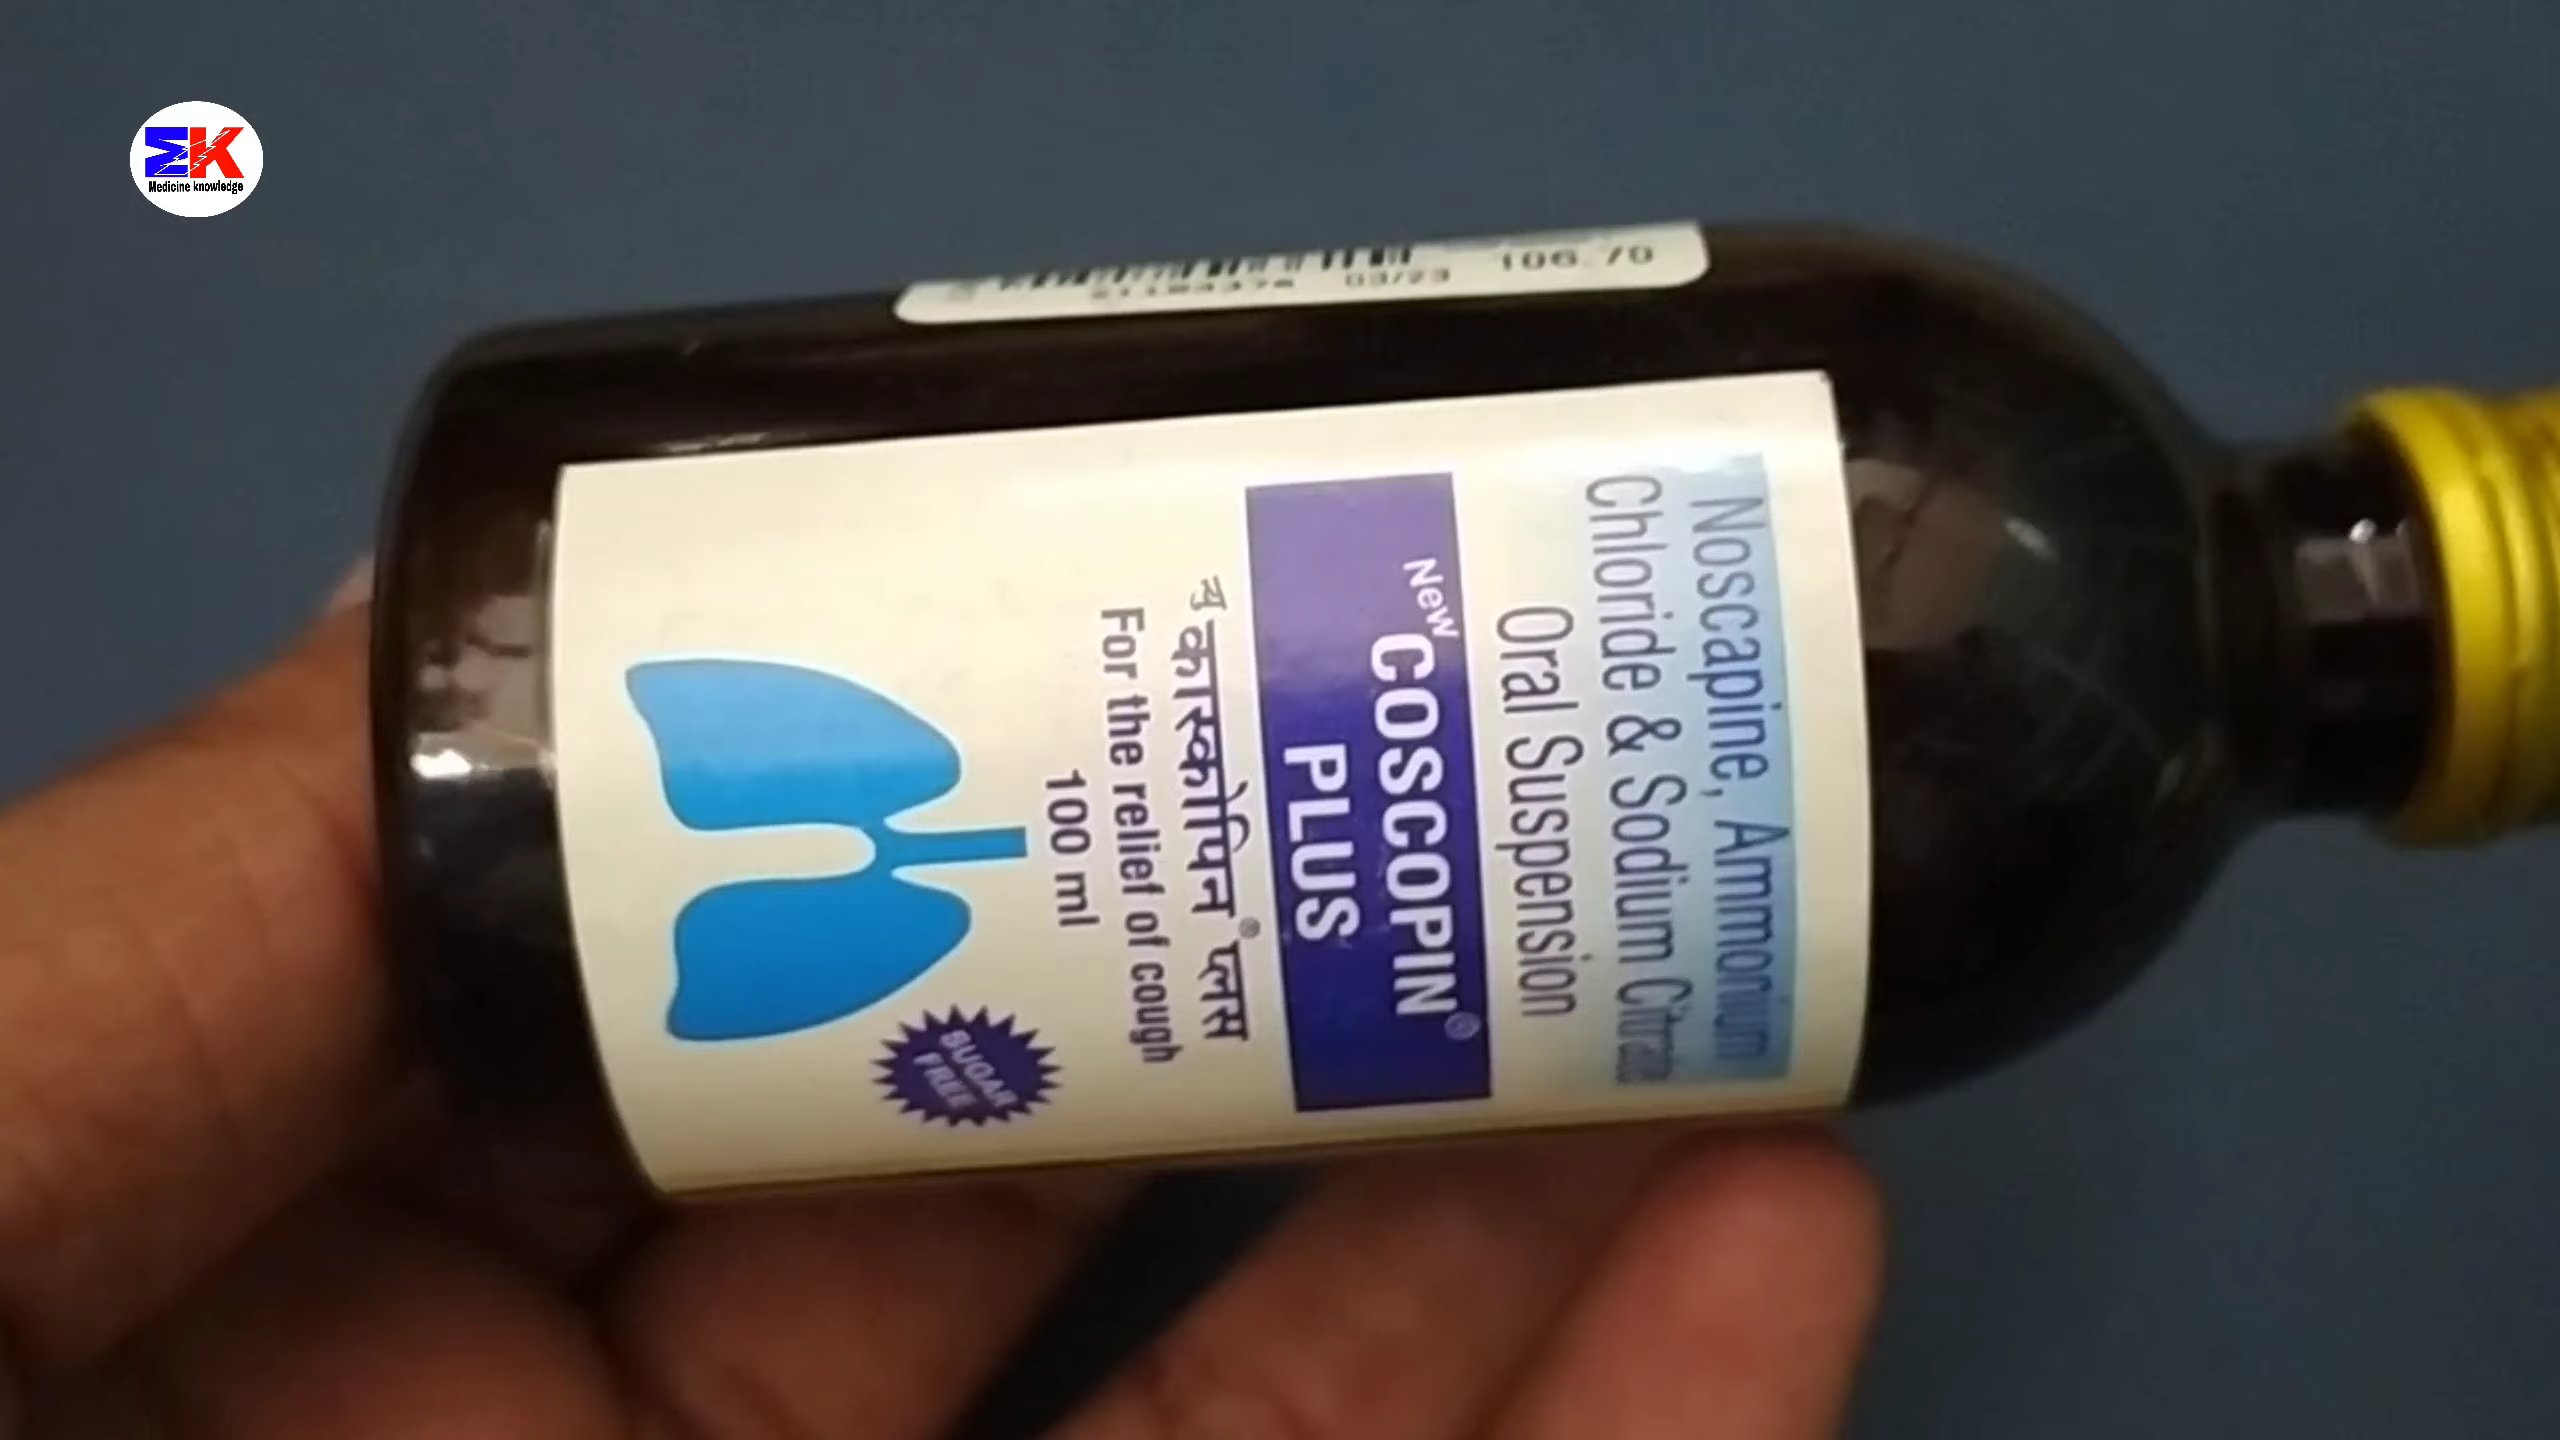 MK
Medicine knowledge
03/23 106.70
Noscapine, Ammonium
Chloride & Sodium Citrate
Oral Suspension
New
COSCOPIN®
PLUS
न्यु कास्कोपिन® प्लस
For the relief of cough
100 ml
SUGAR
FREE